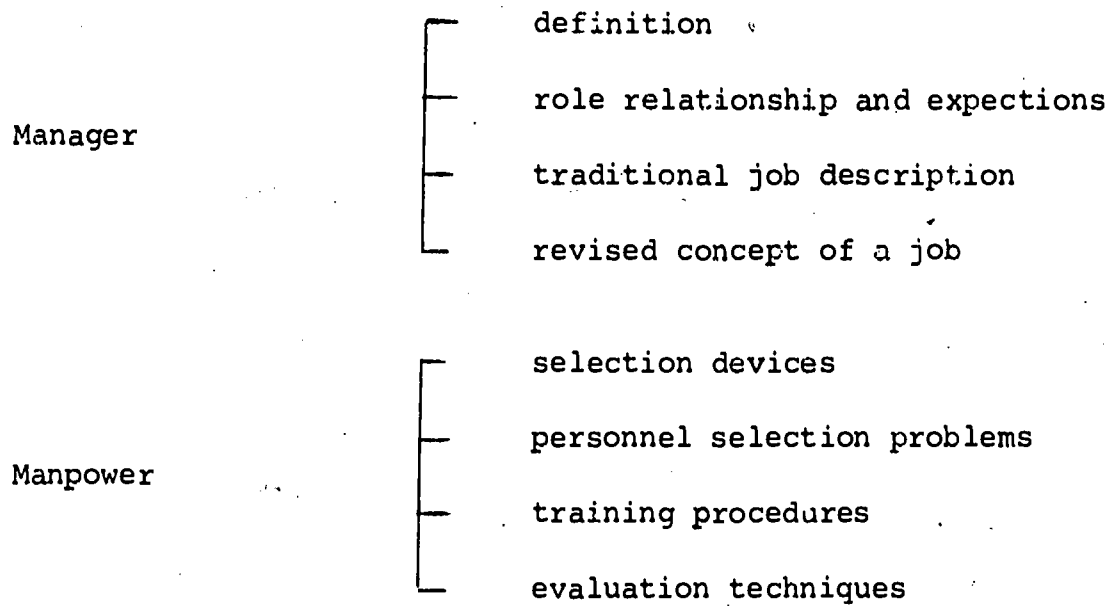 Manager
definition
role relationship and expections
traditional job description
revised concept of a job
Manpower
selection devices
personnel selection problems
training procedures
evaluation techniques